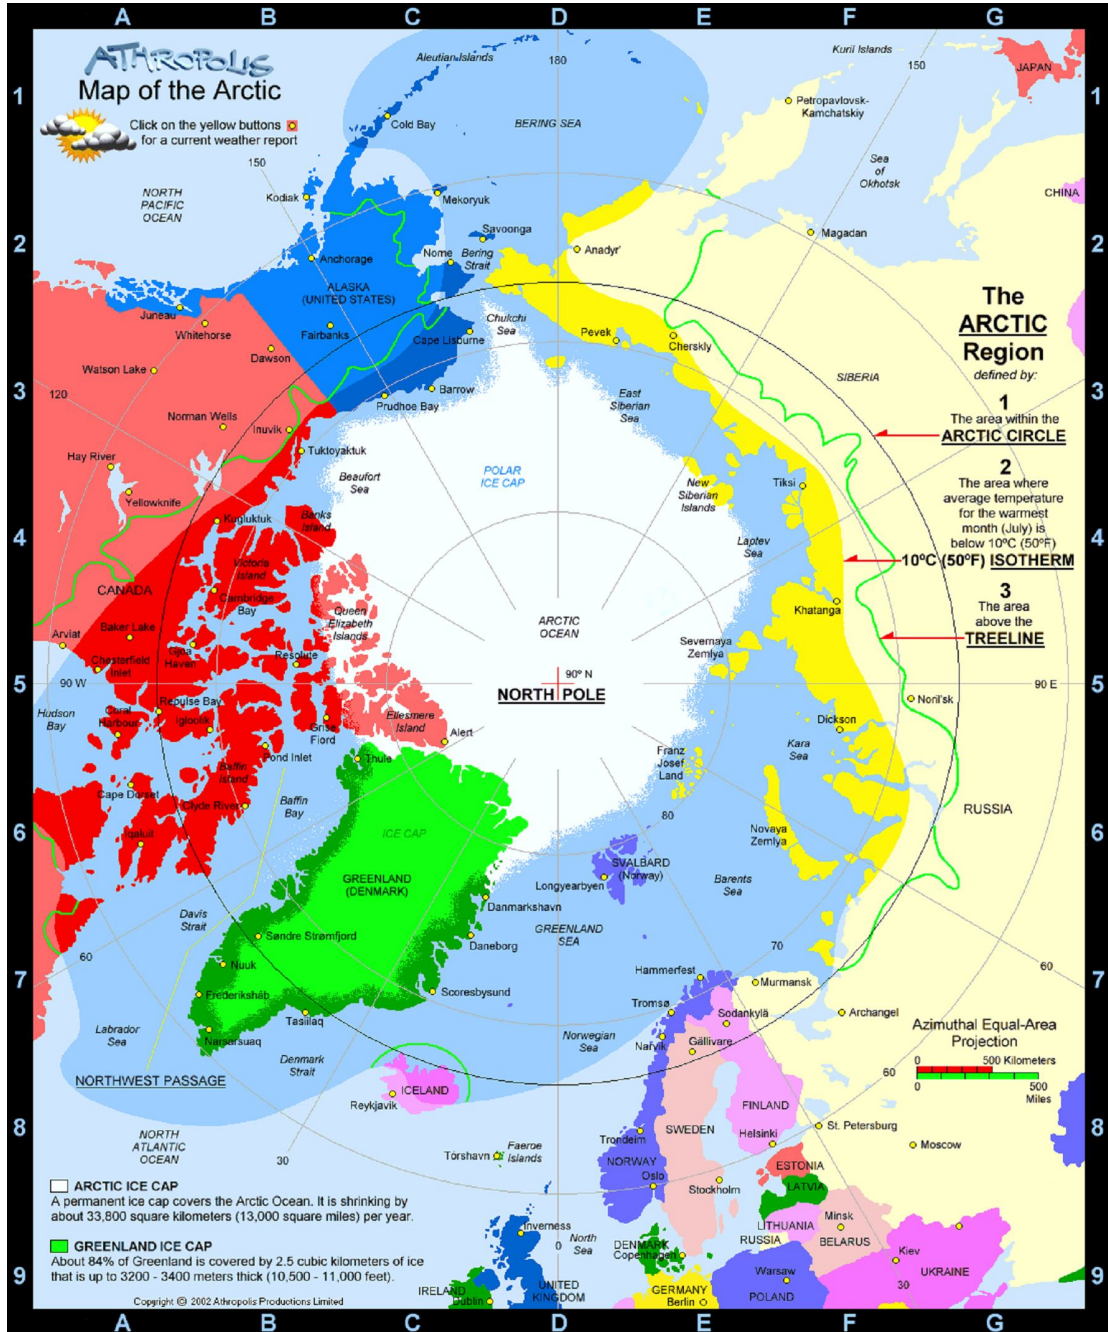 A B C D E F G
ATHROPOLIS
Map of the Arctic
Click on the yellow buttons
for a current weather report
1
2
3
4
5
6
7
8
9
1
2
3
4
5
6
7
8
9
Aleutian Islands
180
Kuril Islands
150
JAPAN
Cold Bay
BERING SEA
Petropavlovsk-
Kamchatskiy
Sea
of
Okhotsk
CHINA
150
NORTH
PACIFIC
OCEAN
Kodiak
Mekoryuk
Savoonga
Nome
Bering
Strait
Anadyr'
Magadan
Anchorage
ALASKA
(UNITED STATES)
Juneau
Whitehorse
Fairbanks
Dawson
Cape Lisburne
Chukchi
Sea
Pevek
Cherskly
The
ARCTIC
Region
defined by:
1
The area within the
ARCTIC CIRCLE
2
The area where
average temperature
for the warmest
month (July) is
below 10ºC (50ºF)
10ºC (50ºF) ISOTHERM
3
The area
above the
TREELINE
SIBERIA
Watson Lake
120
Barrow
Prudhoe Bay
East
Siberian
Sea
Norman Wells
Inuvik
Tuktoyaktuk
Hay River
Yellowknife
Beaufort
Sea
POLAR
ICE CAP
New
Siberian
Islands
Tiksi
Kugluktuk
Banks
Island
Laptev
Sea
Victoria
Island
CANADA
Cambridge
Bay
Queen
Elizabeth
Islands
Khatanga
ARCTIC
OCEAN
Arviat
Baker Lake
Gjoa
Haven
Chesterfield
Inlet
Resolute
Severnaya
Zemlya
90º N
NORTH POLE
90 W
90 E
Hudson
Bay
Repulse Bay
Coral
Harbour
Igloolik
Grise
Fiord
Ellesmere
Island
Alert
Noril'sk
Dickson
Kara
Sea
Pond Inlet
Thule
Franz
Josef
Land
Cape Dorset
Baffin
Island
Clyde River
Baffin
Bay
RUSSIA
80
Iqaluit
ICE CAP
Novaya
Zemlya
GREENLAND
(DENMARK)
SVALBARD
(Norway)
Longyearbyen
Barents
Sea
Danmarkshavn
Davis
Strait
Søndre Strømfjord
Daneborg
GREENLAND
SEA
70
60
60
Nuuk
Hammerfest
Murmansk
Frederikshåb
Scoresbysund
Tromsø
Sodankylä
Archangel
Tasiilaq
Labrador
Sea
Narsarsuaq
Norwegian
Sea
Narvik
Gällivare
Azimuthal Equal-Area
Projection
0 500 Kilometers
60
0 500
Miles
Denmark
Strait
NORTHWEST PASSAGE
ICELAND
Reykjavik
FINLAND
SWEDEN
Helsinki
St. Petersburg
Moscow
NORTH
ATLANTIC
OCEAN
30
Tórshavn
Faeroe
Islands
Trondeim
NORWAY
Oslo
Stockholm
ESTONIA
LATVIA
ARCTIC ICE CAP
A permanent ice cap covers the Arctic Ocean. It is shrinking by
about 33,800 square kilometers (13,000 square miles) per year.
LITHUANIA
Minsk
RUSSIA
BELARUS
Inverness
0
North
Sea
DENMARK
Copenhagen
Kiev
UKRAINE
GREENLAND ICE CAP
About 84% of Greenland is covered by 2.5 cubic kilometers of ice
that is up to 3200 - 3400 meters thick (10,500 - 11,000 feet).
IRELAND
Dublin
UNITED
KINGDOM
GERMANY
Berlin
Warsaw
POLAND
30
Copyright © 2002 Athropolis Productions Limited
A B C D E F G